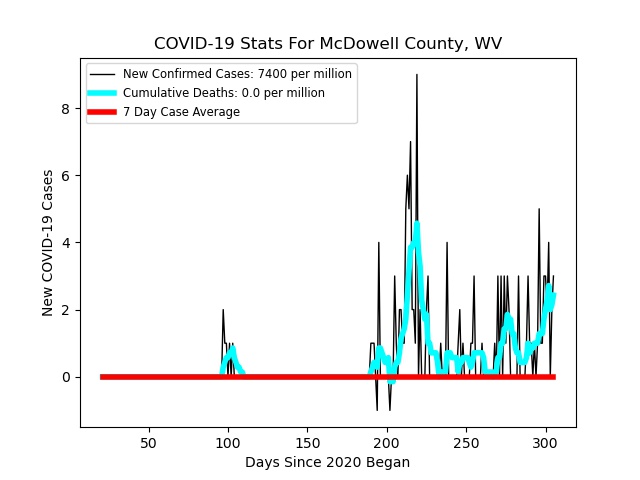 COVID-19 Stats For McDowell County, WV
New Confirmed Cases: 7400 per million
Cumulative Deaths: 0.0 per million
7 Day Case Average
New COVID-19 Cases
8
6
4
2
0
50 100 150 200 250 300
Days Since 2020 Began